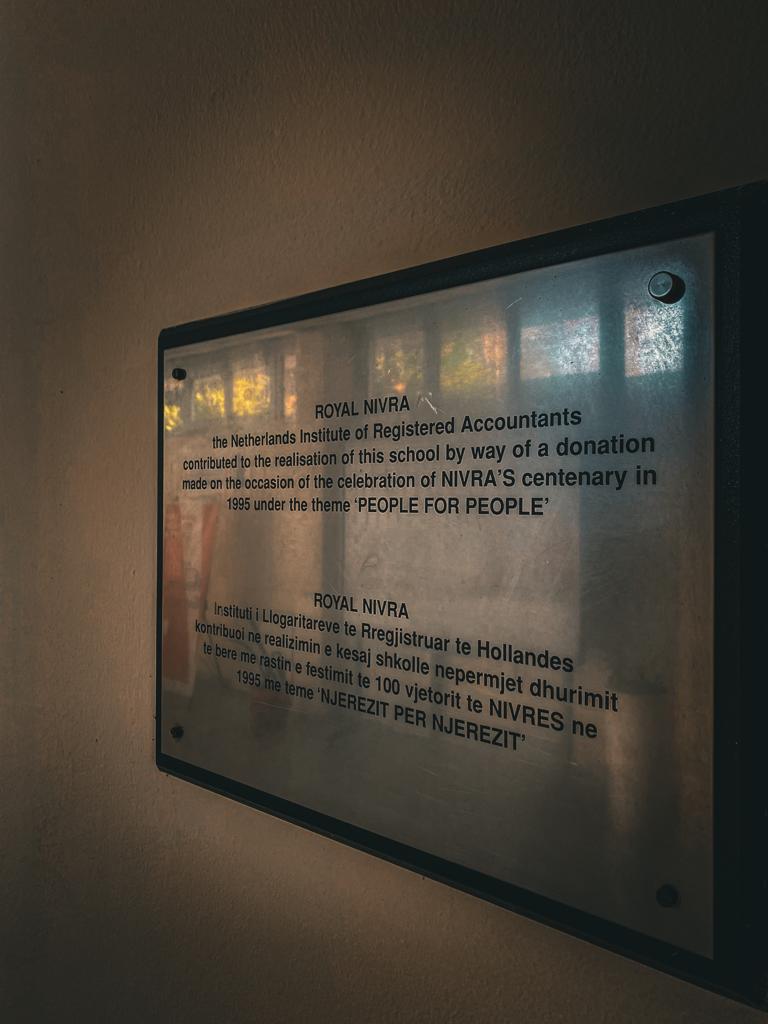 ROYAL NIVRA
the Netherlands Institute of Registered Accountants
contributed to the realisation of this school by way of a donation
made on the occasion of the celebration of NIVRA'S centenary in
1995 under the theme ‘PEOPLE FOR PEOPLE’
ROYAL NIVRA
Instituti i Llogaritareve te Rregjistruar te Hollandes
kontribuoi ne realizimin e kesaj shkolle nepermjet dhurimit
te bere me rastin e festimit te 100 vjetorit te NIVRES ne
1995 me teme ‘NJEREZIT PER NJEREZIT’